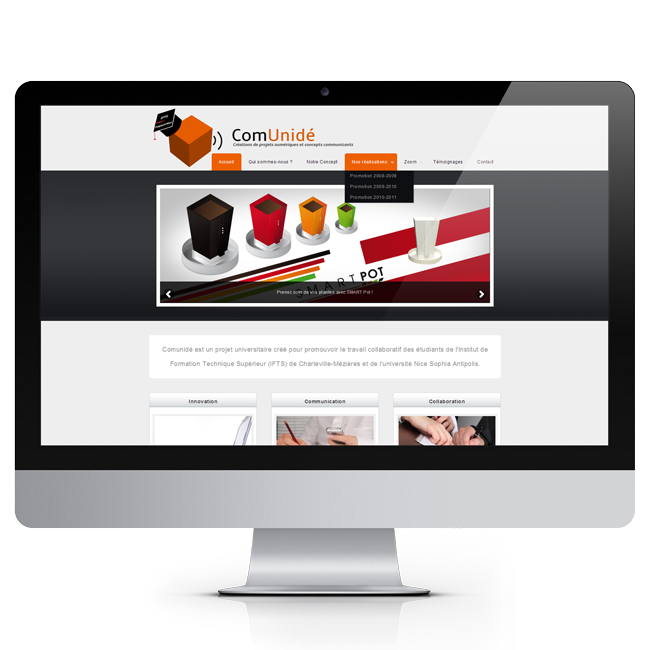 ComUnidé
Créations de projets numériques et concepts communicants
Accueil Qui sommes-nous ? Notre Concept Nos réalisations Zoom Témoignages Contact
Promotion 2008-2009
Promotion 2009-2010
Promotion 2010-2011
SMART POT
Prenez soin de vos plantes avec SMART Pot !
Comunidé est un projet universitaire créé pour promouvoir le travail collaboratif des étudiants de l'Institut de
Formation Technique Supérieur (IFTS) de Charleville-Mézières et de l'université Nice Sophia Antipolis.
Innovation Communication Collaboration